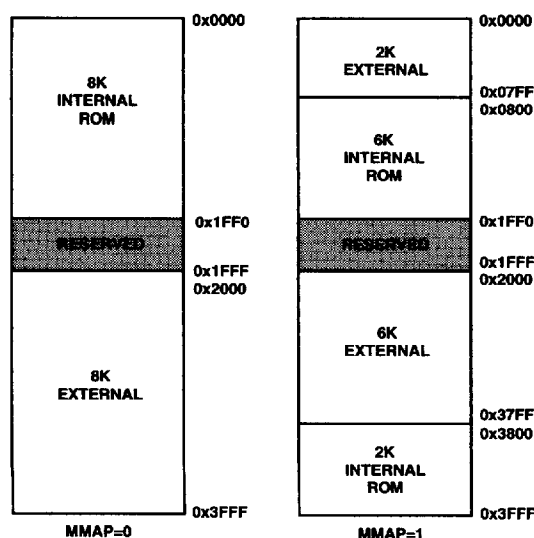 0x0000
8K
INTERNAL
ROM
0x1FF0
RESERVED
0x1FFF
0x2000
8K
EXTERNAL
0x3FFF
MMAP=0
0x0000
2K
EXTERNAL
0x07FF
0x0800
6K
INTERNAL
ROM
0x1FF0
RESERVED
0x1FFF
0x2000
6K
EXTERNAL
0x37FF
0x3800
2K
INTERNAL
ROM
0x3FFF
MMAP=1